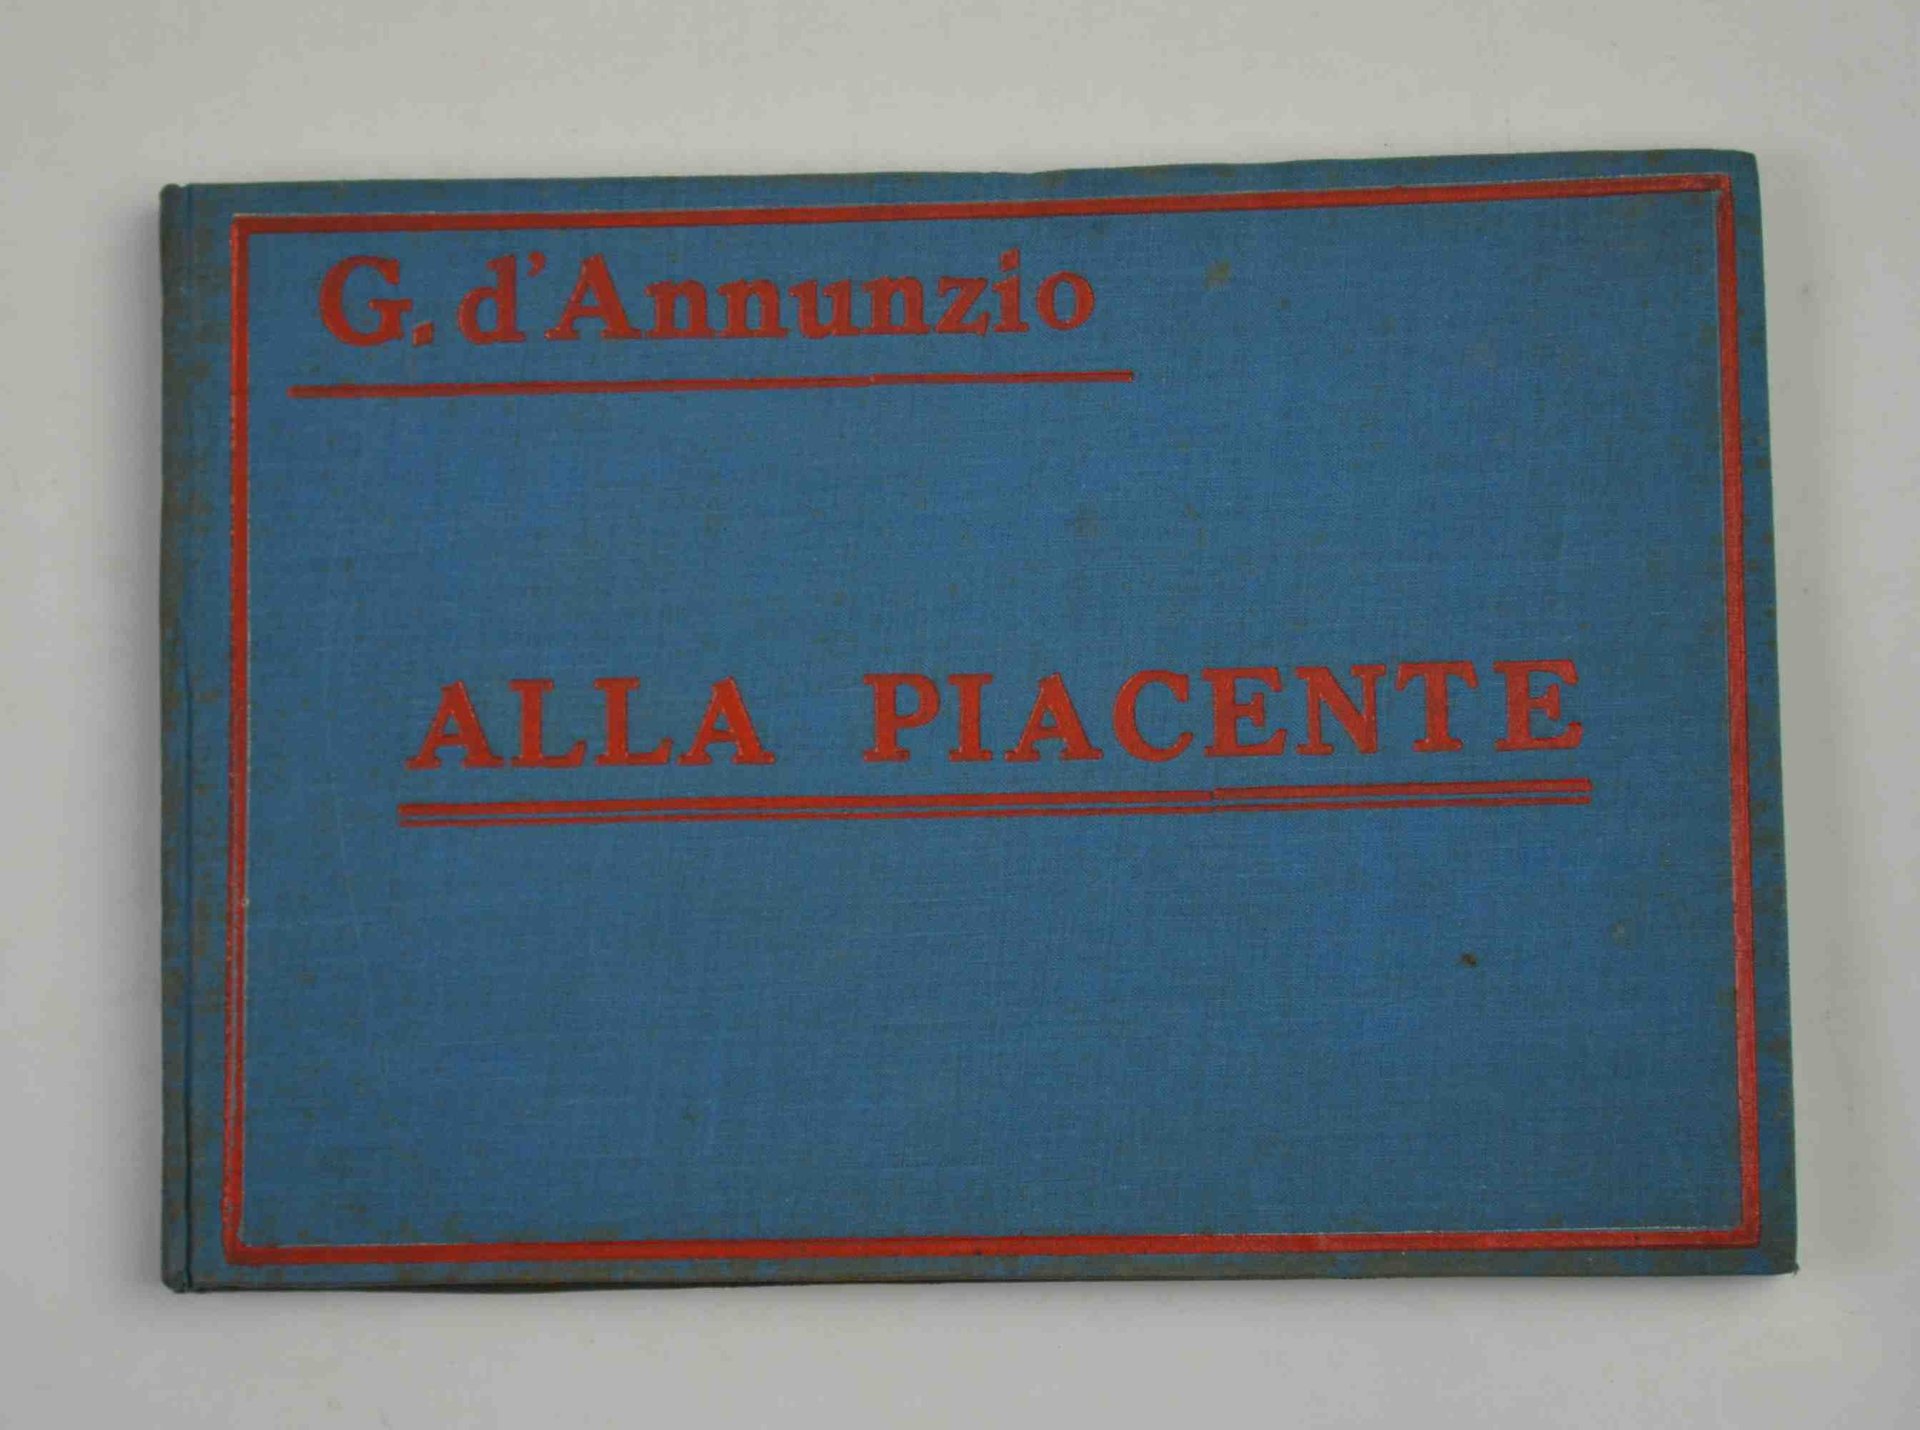 G. d'Annunzio
ALLA PIACENTE